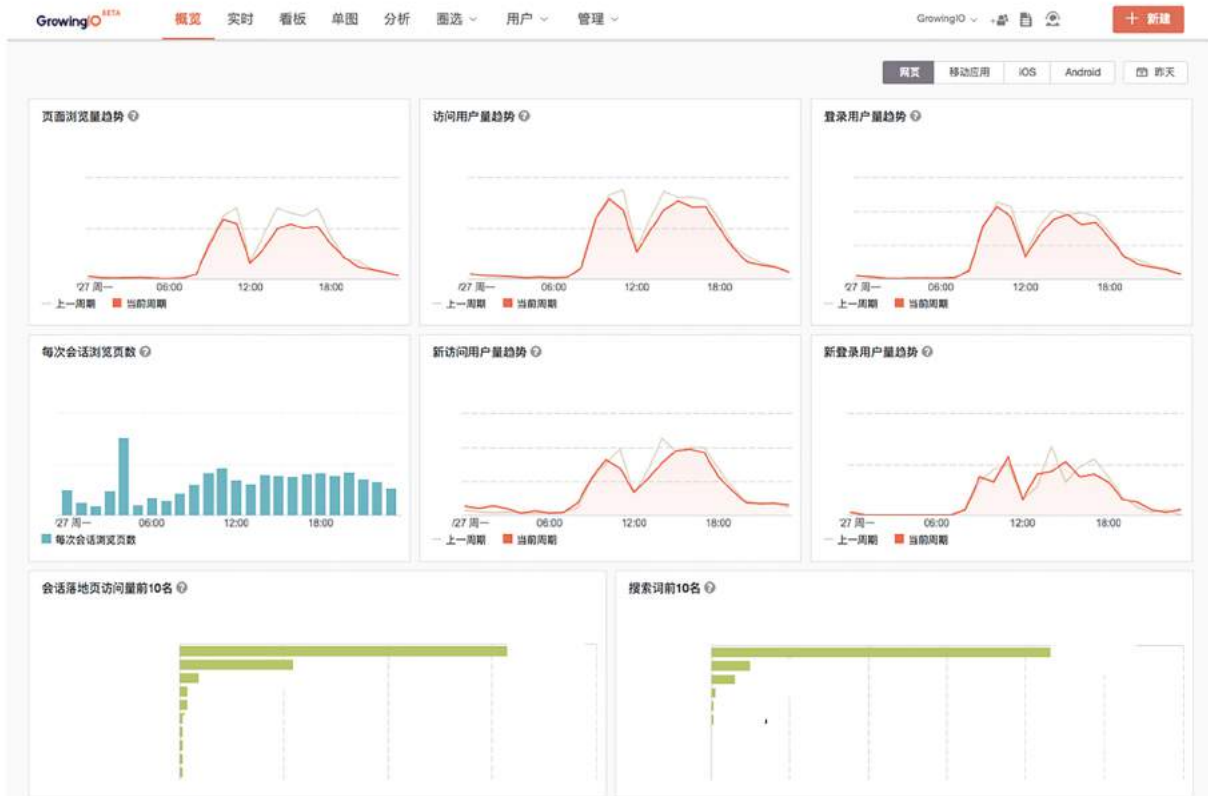 GrowingIO BETA 概览 实时 看板 单图 分析 圈选 用户 管理 GrowingIO 新建
网页 移动应用 iOS Android 昨天
页面浏览量趋势
/27 周一 06:00 12:00 18:00
上一周期 当前周期
访问用户量趋势
/27 周一 06:00 12:00 18:00
上一周期 当前周期
登录用户量趋势
/27 周一 06:00 12:00 18:00
上一周期 当前周期
每次会话浏览页数
/27 周一 06:00 12:00 18:00
每次会话浏览页数
新访问用户量趋势
/27 周一 06:00 12:00 18:00
上一周期 当前周期
新登录用户量趋势
/27 周一 06:00 12:00 18:00
上一周期 当前周期
会话落地页访问量前10名
搜索词前10名